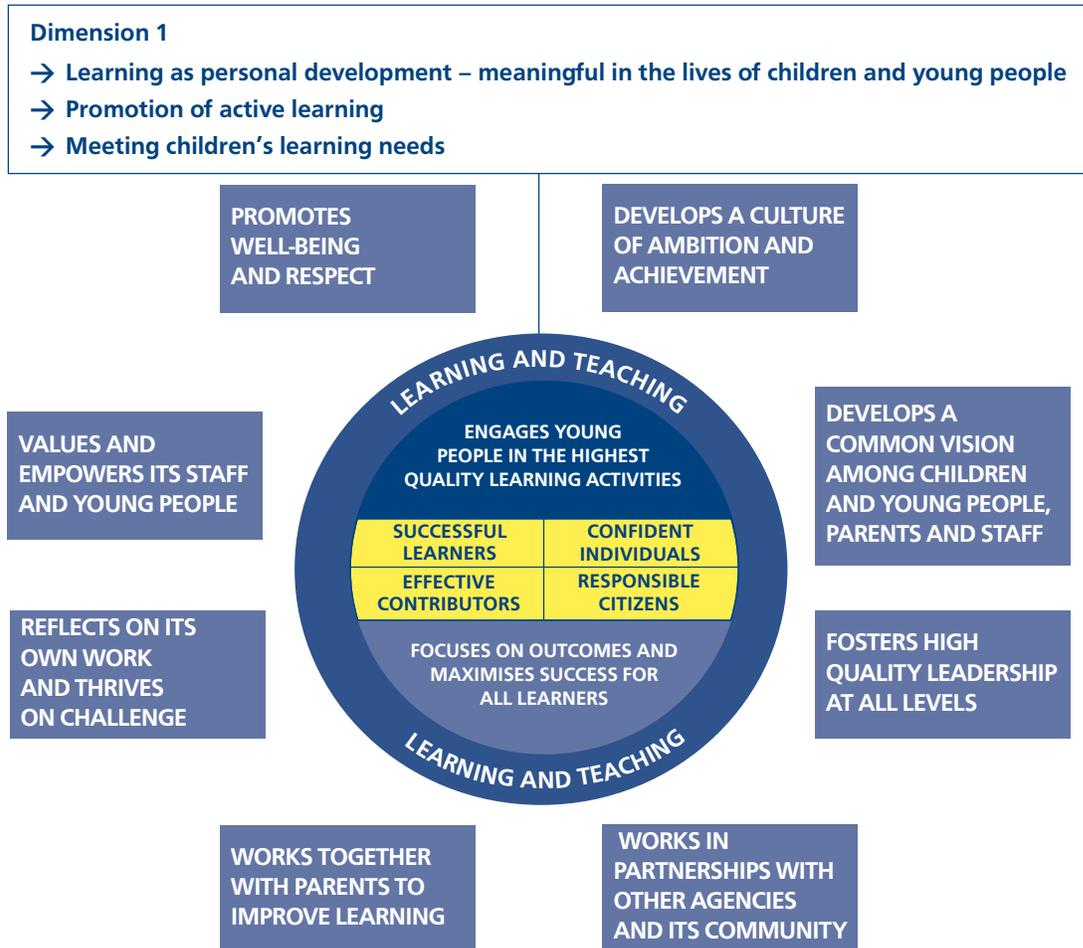 Dimension 1
→ Learning as personal development – meaningful in the lives of children and young people
→ Promotion of active learning
→ Meeting children’s learning needs
PROMOTES
WELL-BEING
AND RESPECT
DEVELOPS A CULTURE
OF AMBITION AND
ACHIEVEMENT
LEARNING AND TEACHING
ENGAGES YOUNG
PEOPLE IN THE HIGHEST
QUALITY LEARNING ACTIVITIES
VALUES AND
EMPOWERS ITS STAFF
AND YOUNG PEOPLE
DEVELOPS A
COMMON VISION
AMONG CHILDREN
AND YOUNG PEOPLE,
PARENTS AND STAFF
SUCCESSFUL
LEARNERS
CONFIDENT
INDIVIDUALS
EFFECTIVE
CONTRIBUTORS
RESPONSIBLE
CITIZENS
REFLECTS ON ITS
OWN WORK
AND THRIVES
ON CHALLENGE
FOCUSES ON OUTCOMES AND
MAXIMISES SUCCESS FOR
ALL LEARNERS
FOSTERS HIGH
QUALITY LEADERSHIP
AT ALL LEVELS
LEARNING AND TEACHING
WORKS TOGETHER
WITH PARENTS TO
IMPROVE LEARNING
WORKS IN
PARTNERSHIPS WITH
OTHER AGENCIES
AND ITS COMMUNITY